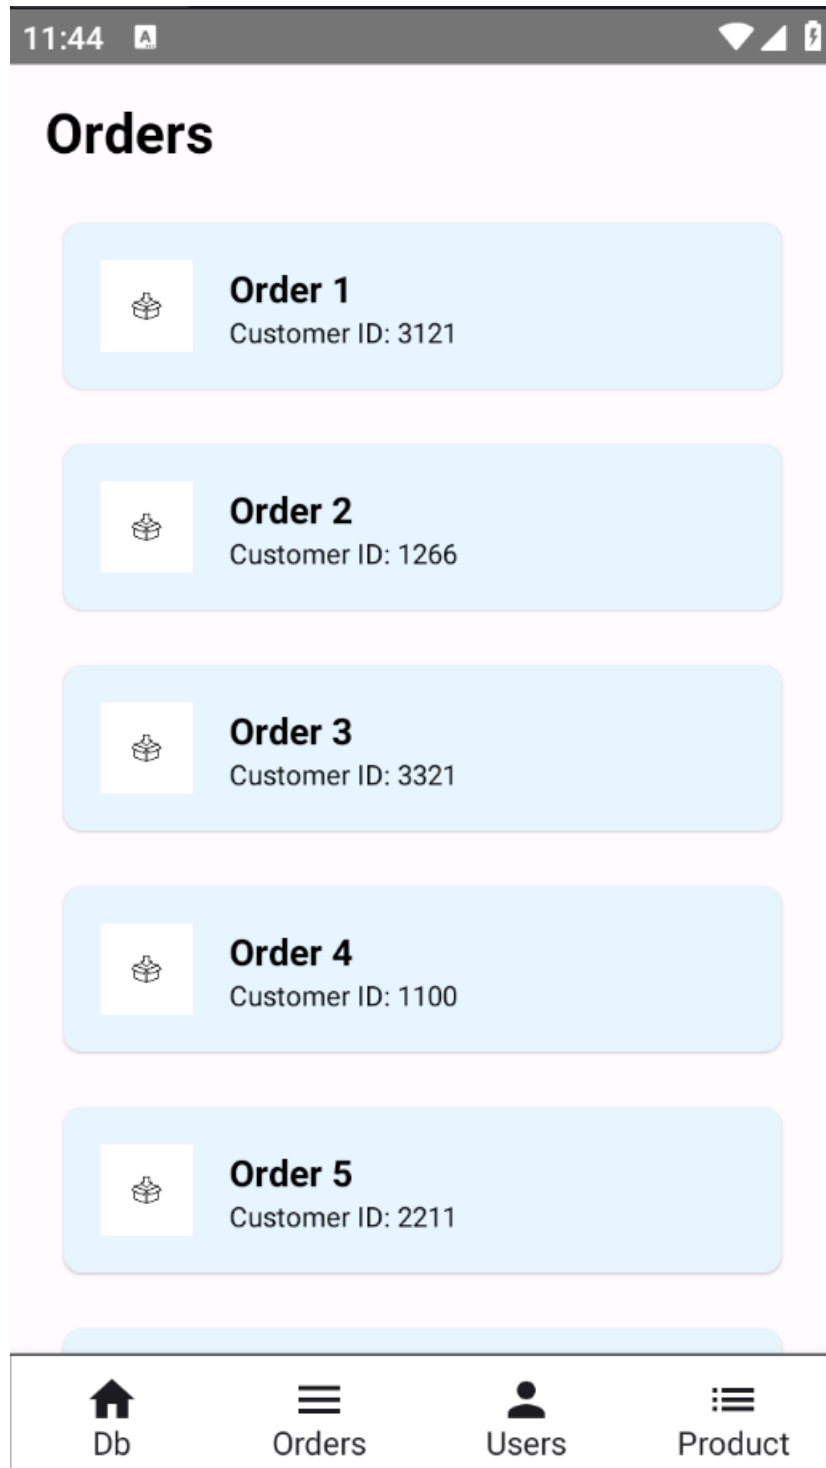 11:44
Orders
Order 1
Customer ID: 3121
Order 2
Customer ID: 1266
Order 3
Customer ID: 3321
Order 4
Customer ID: 1100
Order 5
Customer ID: 2211
Db Orders Users Product